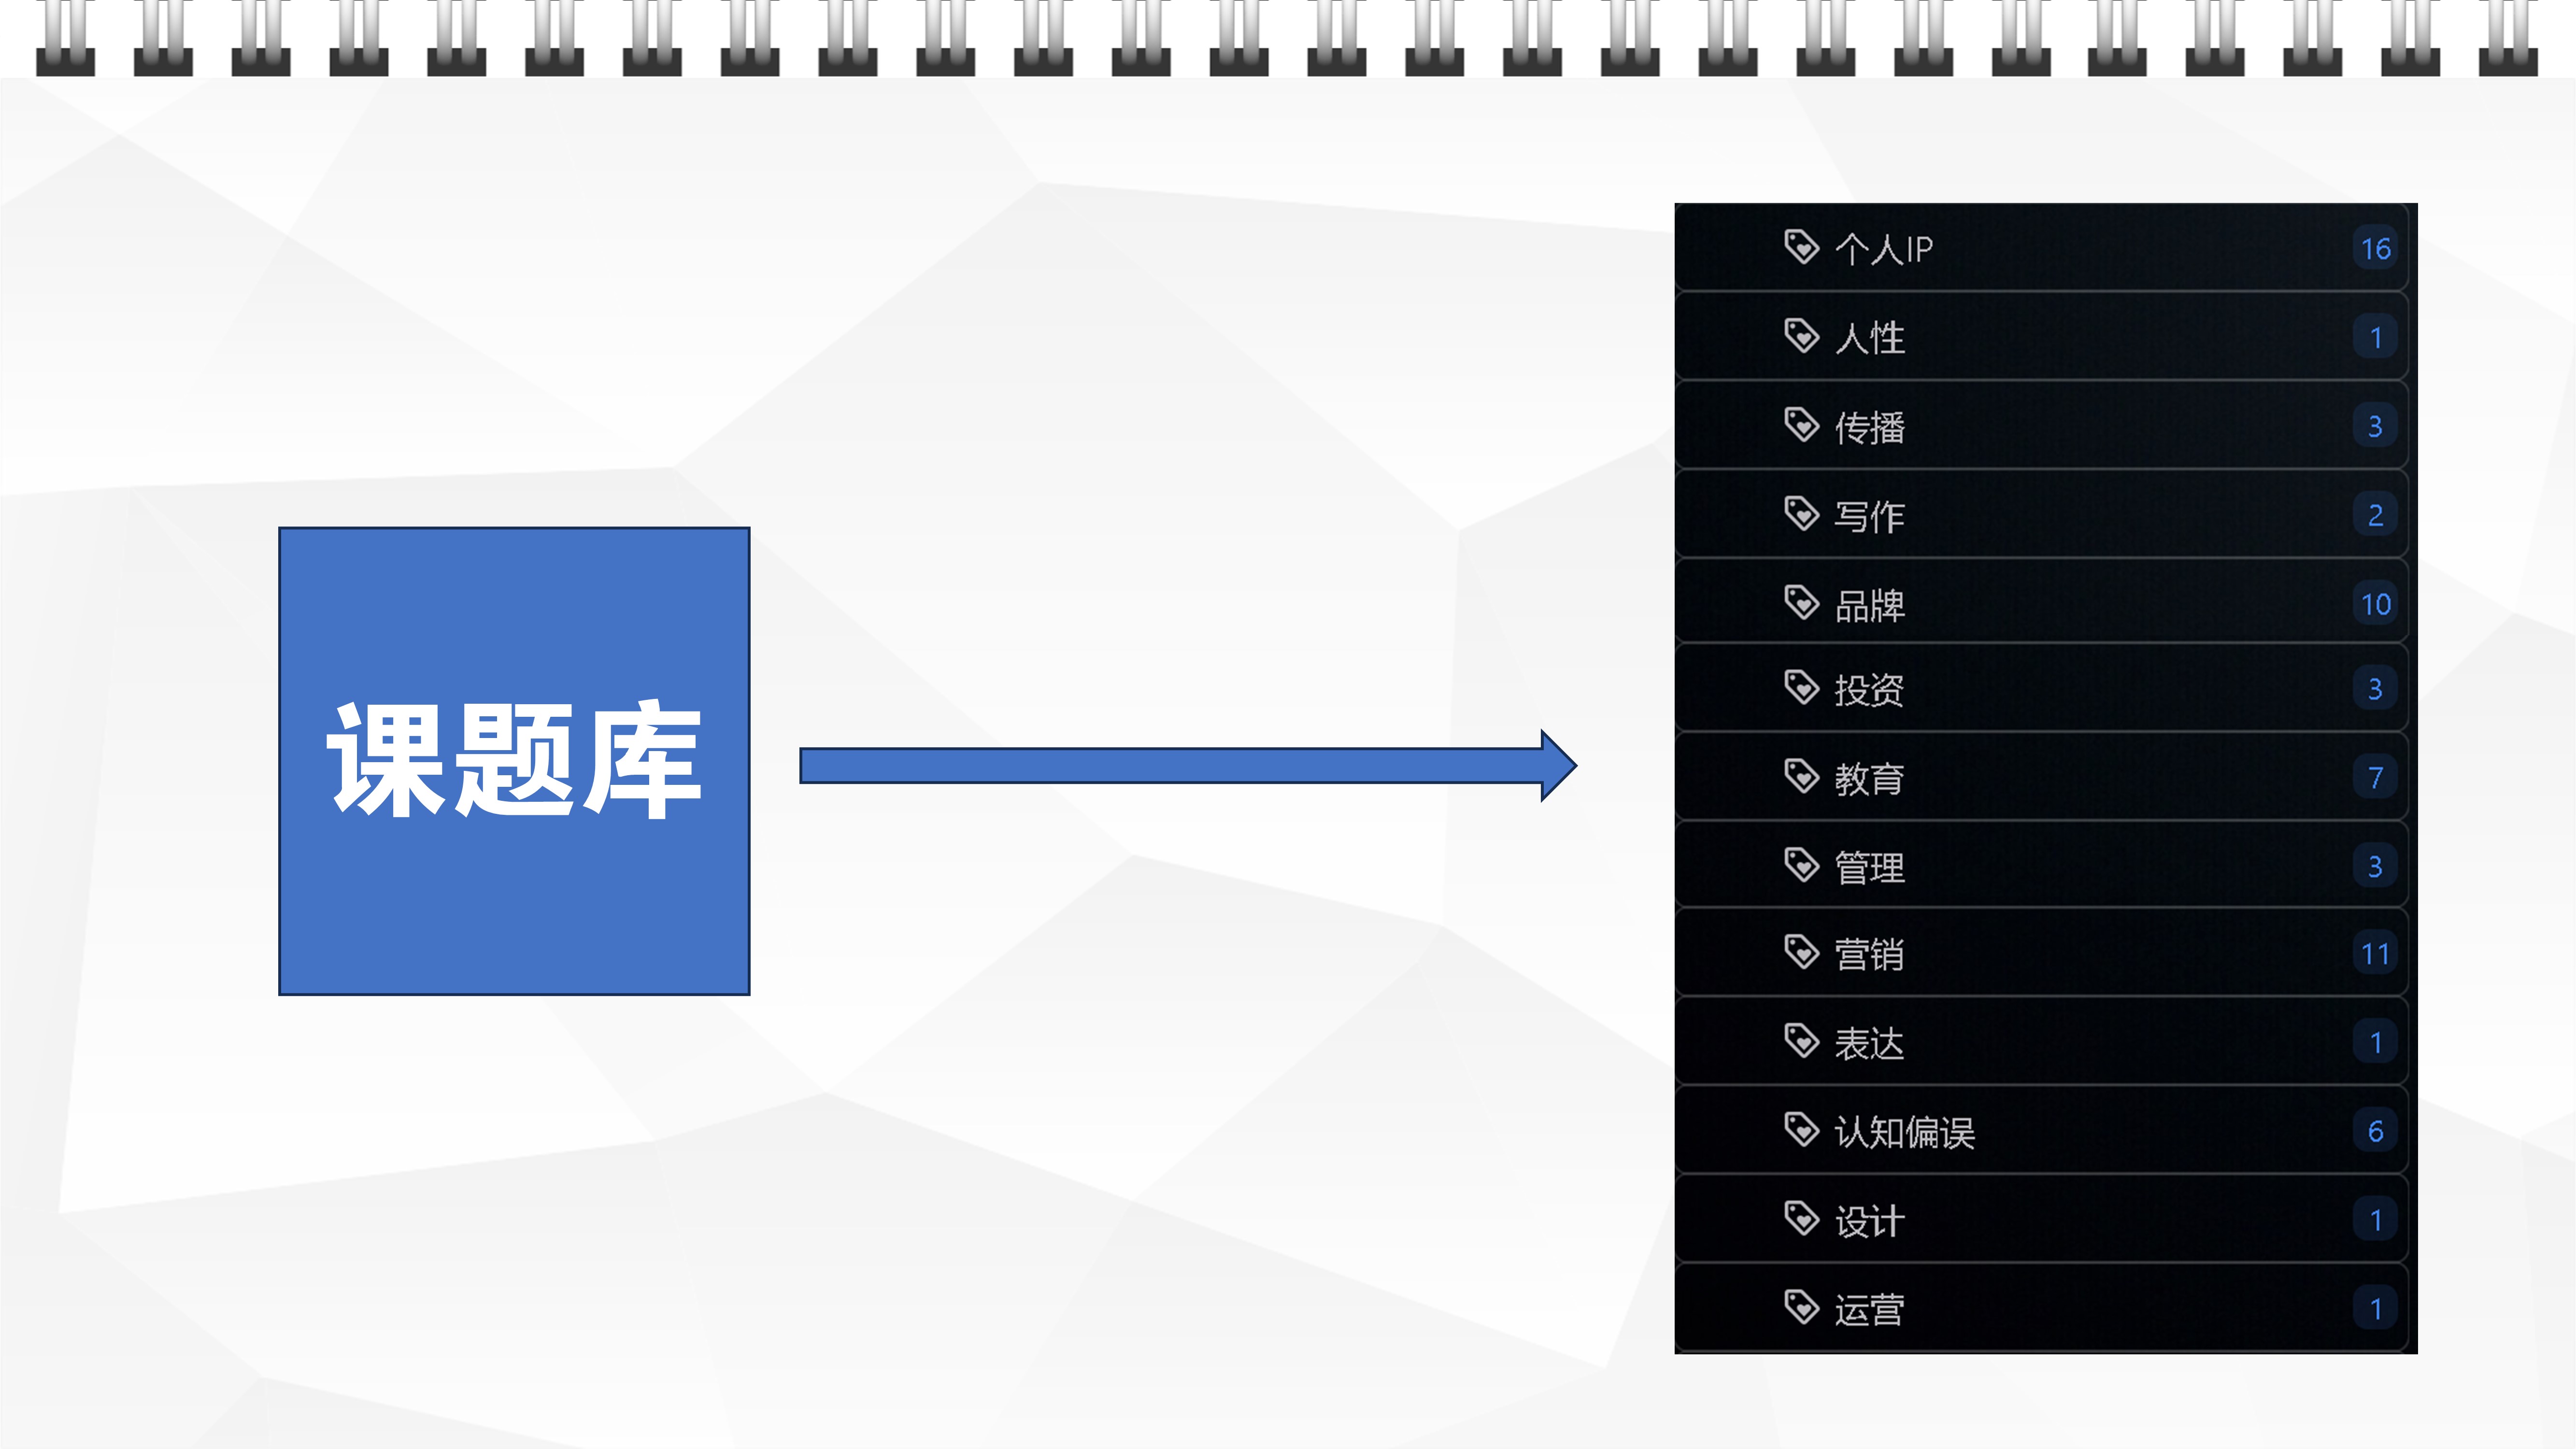 课题库
个人IP 16
人性 1
传播 3
写作 2
品牌 10
投资 3
教育 7
管理 3
营销 11
表达 1
认知偏误 6
设计 1
运营 1